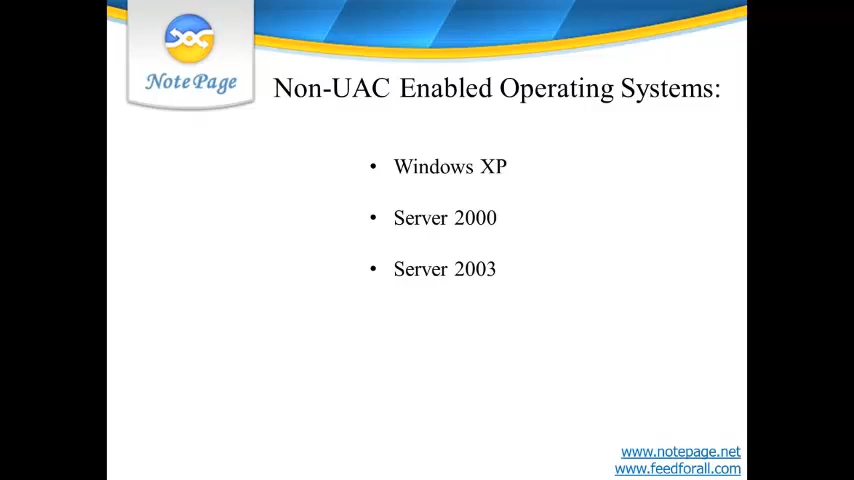 NotePage
Non-UAC Enabled Operating Systems:
• Windows XP
• Server 2000
• Server 2003
www.notepage.net
www.feedforall.com